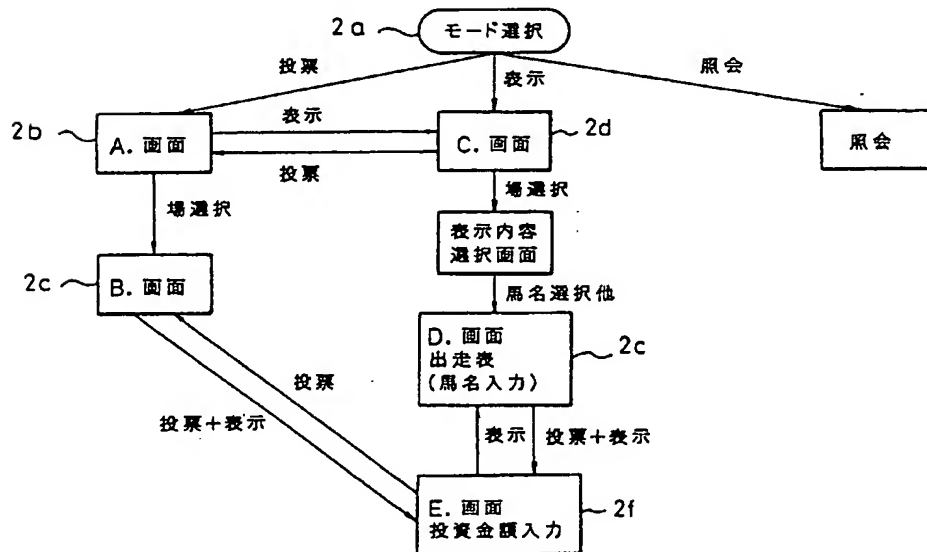 2a
モード選択
投票
表示
照会
2b
A. 画面
表示
投票
C. 画面
2d
照会
場選択
場選択
表示内容
選択画面
2c
B. 画面
馬名選択他
D. 画面
出走表
(馬名入力)
2c
投票
投票+表示
表示
投票+表示
E. 画面
投資金額入力
2f